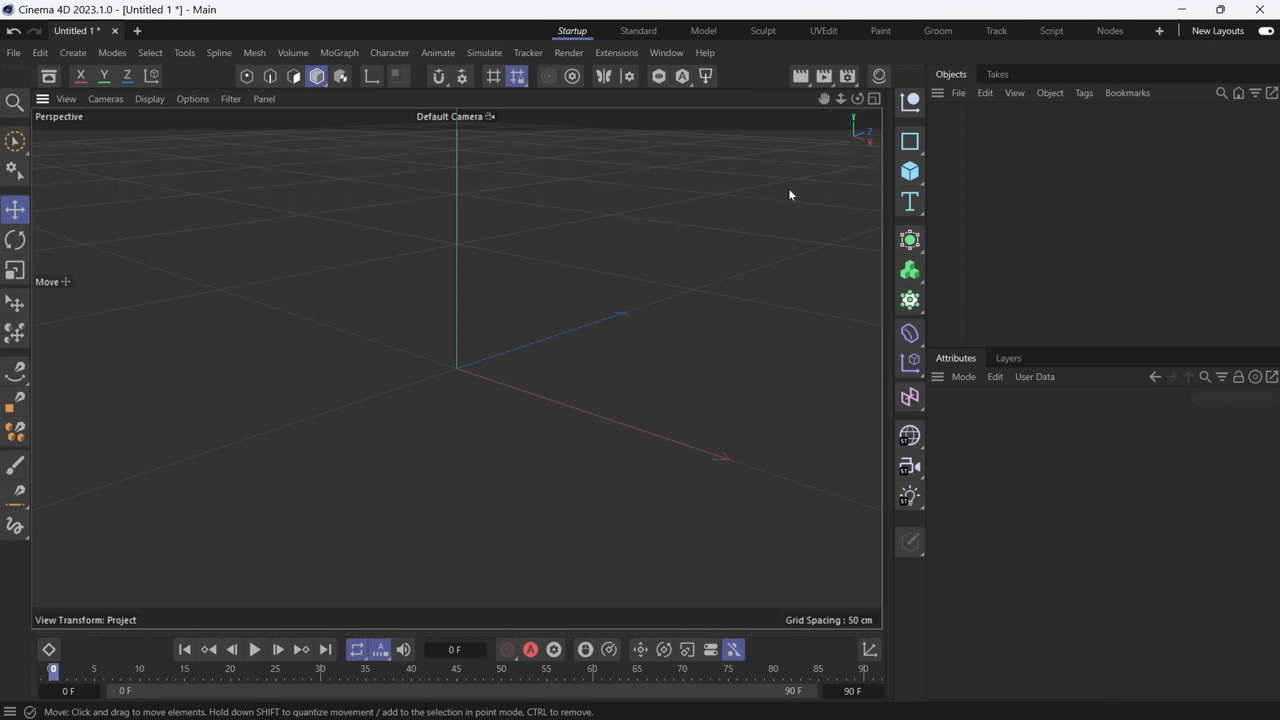 Cinema 4D 2023.1.0 - [Untitled 1 *] - Main
Untitled 1 * Startup Standard Model Sculpt UVEdit Paint Groom Track Script Nodes New Layouts
File Edit Create Modes Select Tools Spline Mesh Volume MoGraph Character Animate Simulate Tracker Render Extensions Window Help
X Y Z
Objects Takes
File Edit View Object Tags Bookmarks
View Cameras Display Options Filter Panel
Perspective Default Camera
Y
Z
X
Move
ST
ST
ST
Attributes Layers
Mode Edit User Data
View Transform: Project Grid Spacing : 50 cm
0 F
0 5 10 15 20 25 30 35 40 45 50 55 60 65 70 75 80 85 90
0 F 0 F 90 F 90 F
Move: Click and drag to move elements. Hold down SHIFT to quantize movement / add to the selection in point mode, CTRL to remove.